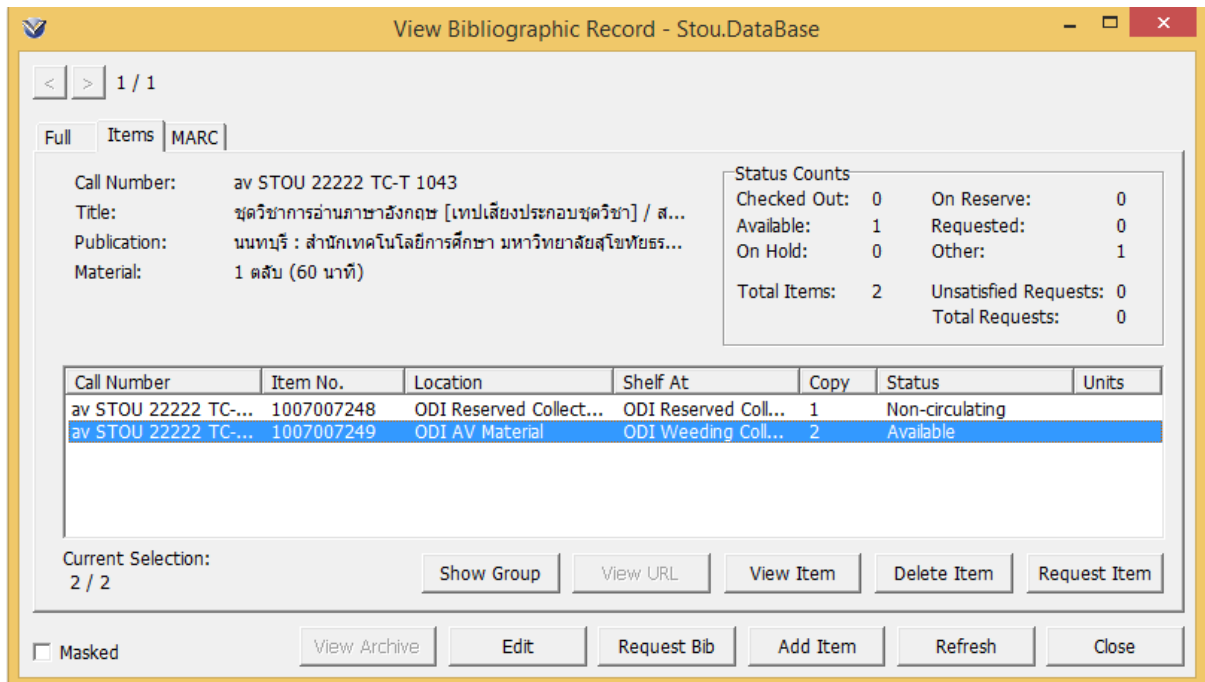 View Bibliographic Record - Stou.DataBase
< > 1 / 1
Full Items MARC
Call Number: av STOU 22222 TC-T 1043
Title: ชุดวิชาการอ่านภาษาอังกฤษ [เทปเสียงประกอบชุดวิชา] / ส...
Publication: นนทบุรี : สำนักเทคโนโลยีการศึกษา มหาวิทยาลัยสุโขทัยธร...
Material: 1 ตลับ (60 นาที)
Status Counts
Checked Out: 0 On Reserve: 0
Available: 1 Requested: 0
On Hold: 0 Other: 1
Total Items: 2 Unsatisfied Requests: 0
Total Requests: 0
Call Number Item No. Location Shelf At Copy Status Units
av STOU 22222 TC-... 1007007248 ODI Reserved Collect... ODI Reserved Coll... 1 Non-circulating
av STOU 22222 TC-... 1007007249 ODI AV Material ODI Weeding Coll... 2 Available
Current Selection:
2 / 2
Show Group View URL View Item Delete Item Request Item
Masked View Archive Edit Request Bib Add Item Refresh Close